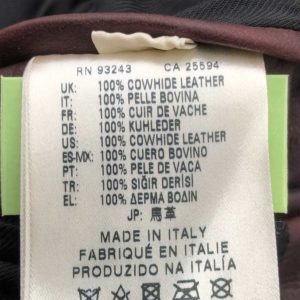 RN 93243 CA 25594
UK: 100% COWHIDE LEATHER
IT: 100% PELLE BOVINA
FR: 100% CUIR DE VACHE
DE: 100% KUHLEDER
US: 100% COWHIDE LEATHER
ES-MX: 100% CUERO BOVINO
PT: 100% PELE DE VACA
TR: 100% SIĞIR DERİSİ
EL: 100% ΔΕΡΜΑ ΒΟΔΙΝ
JP: 馬革
MADE IN ITALY
FABRIQUÉ EN ITALIE
PRODUZIDO NA ITÁLIA